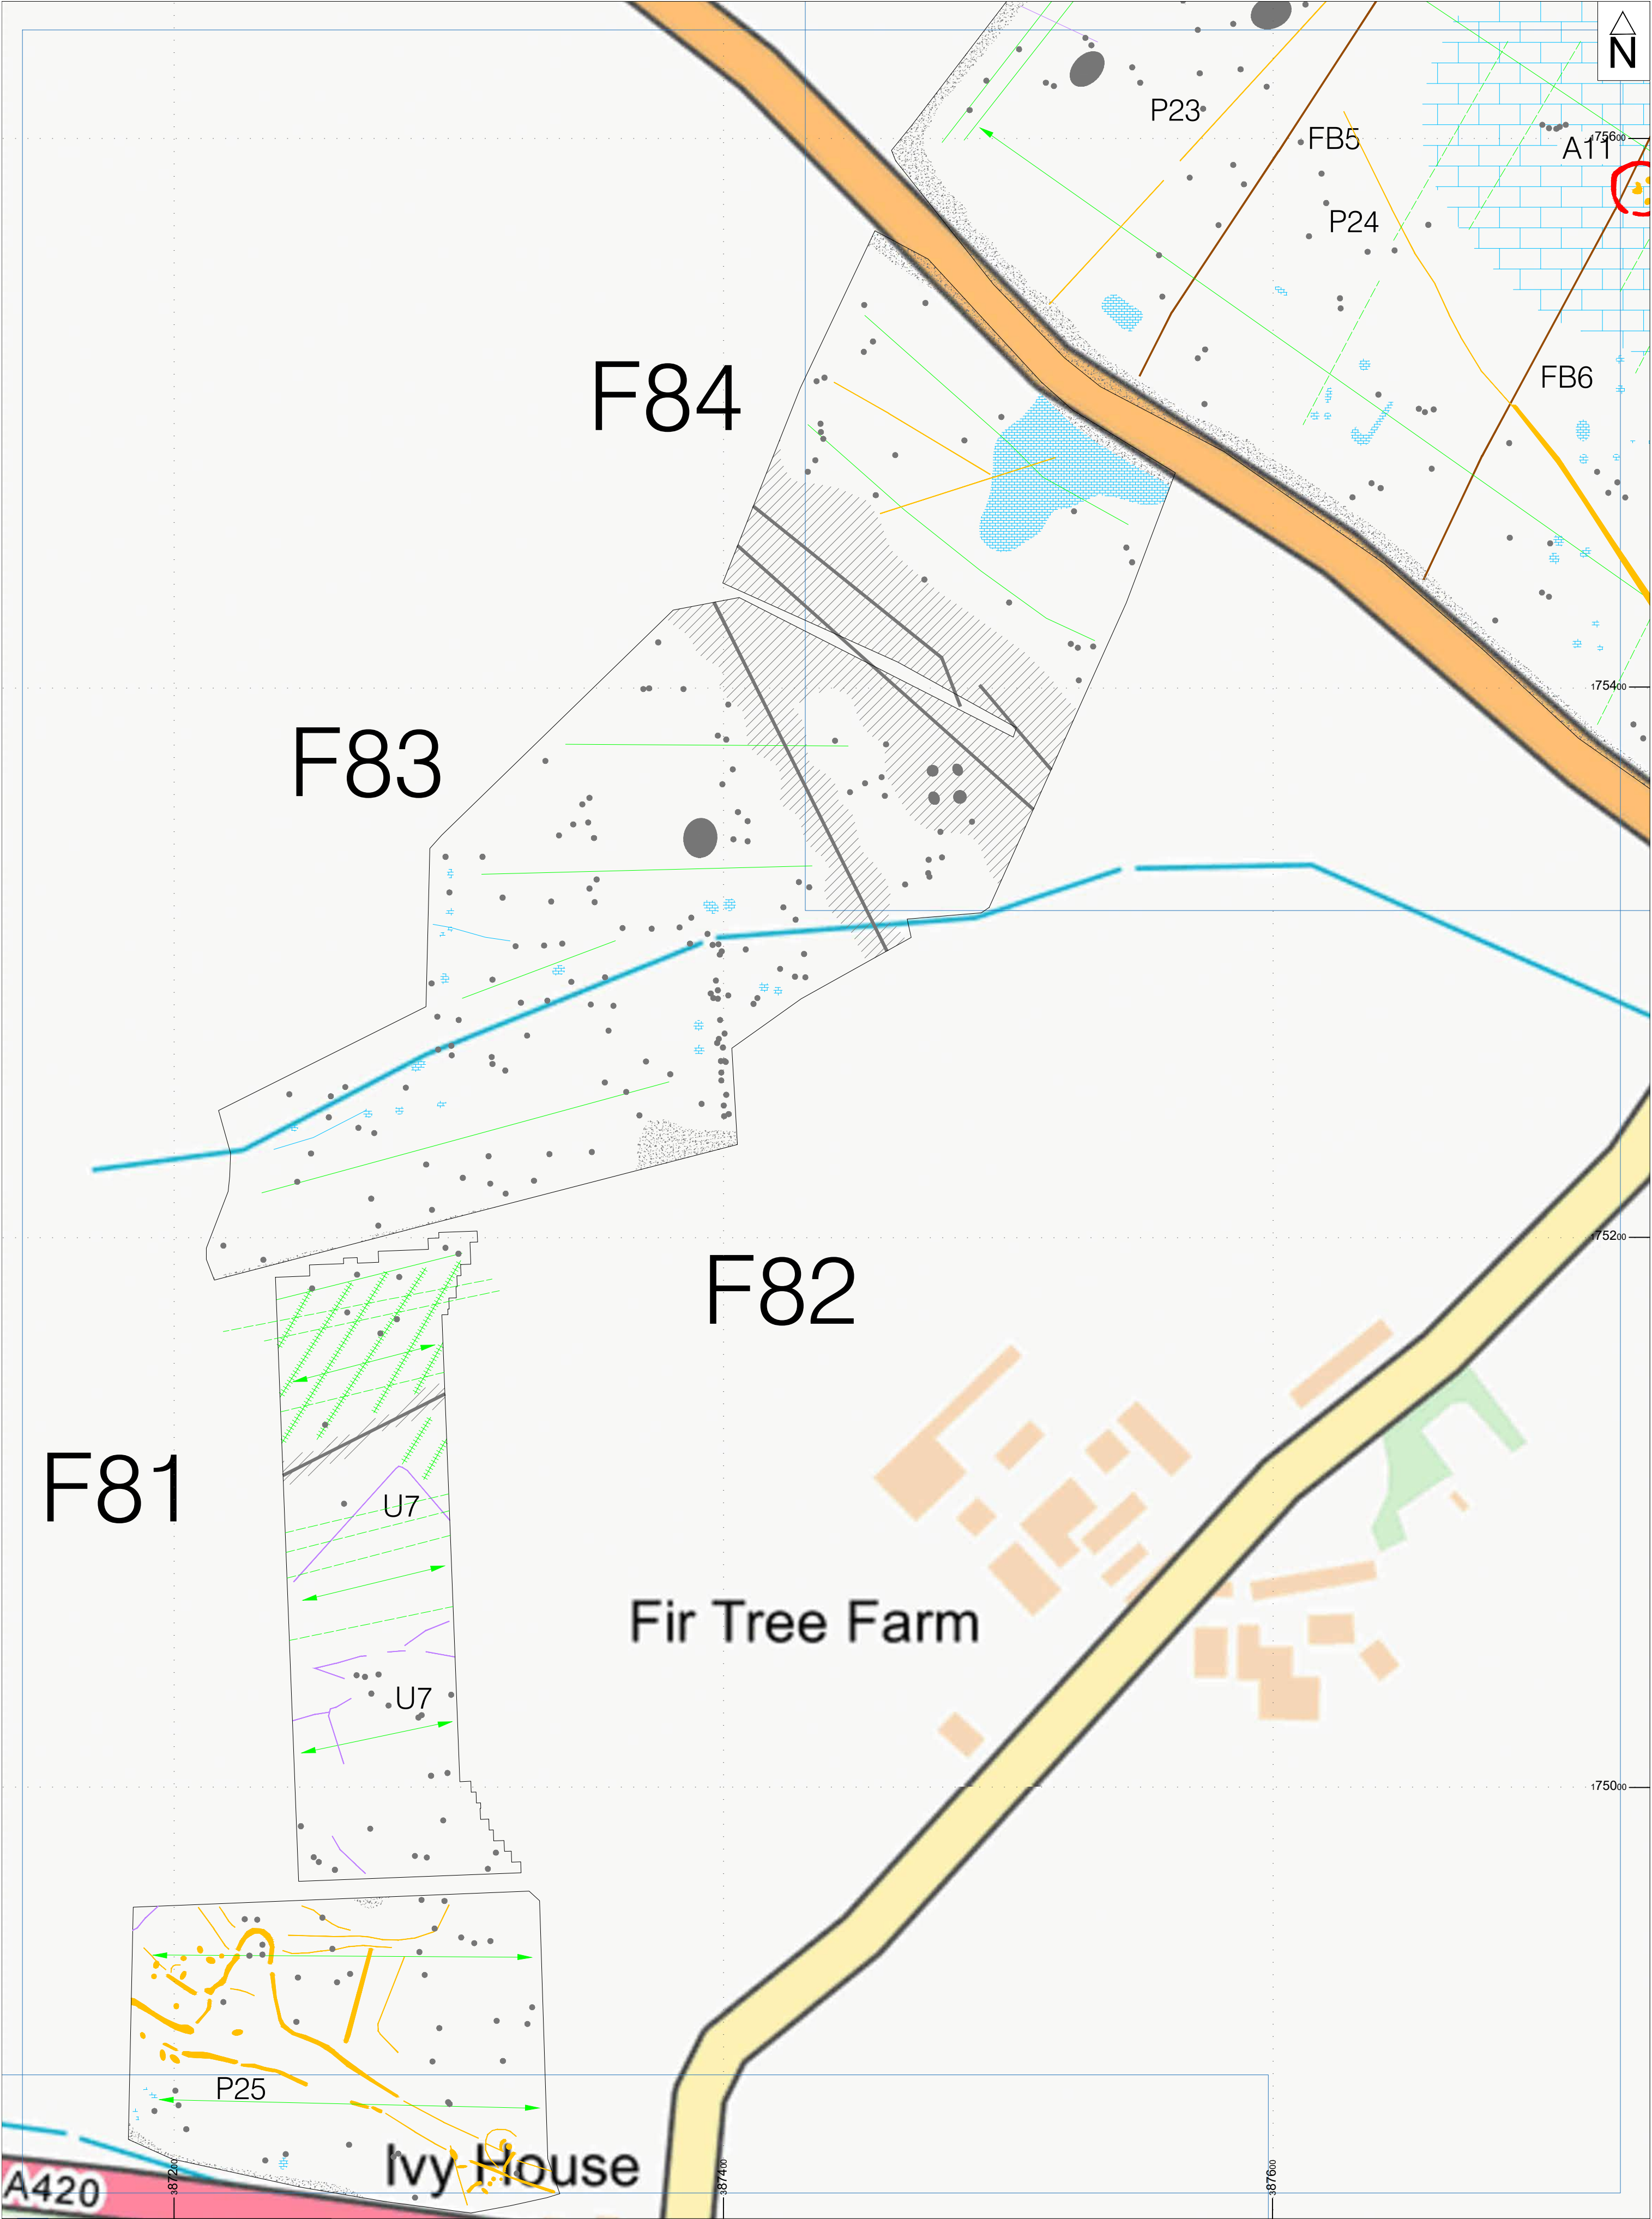 N
P23
FB5
A11
¹756⁰⁰
P24
F84
FB6
¹754⁰⁰
F83
¹752⁰⁰
F82
F81
U7
Fir Tree Farm
U7
¹750⁰⁰
P25
Ivy House
A420
³872⁰⁰
³874⁰⁰
³876⁰⁰